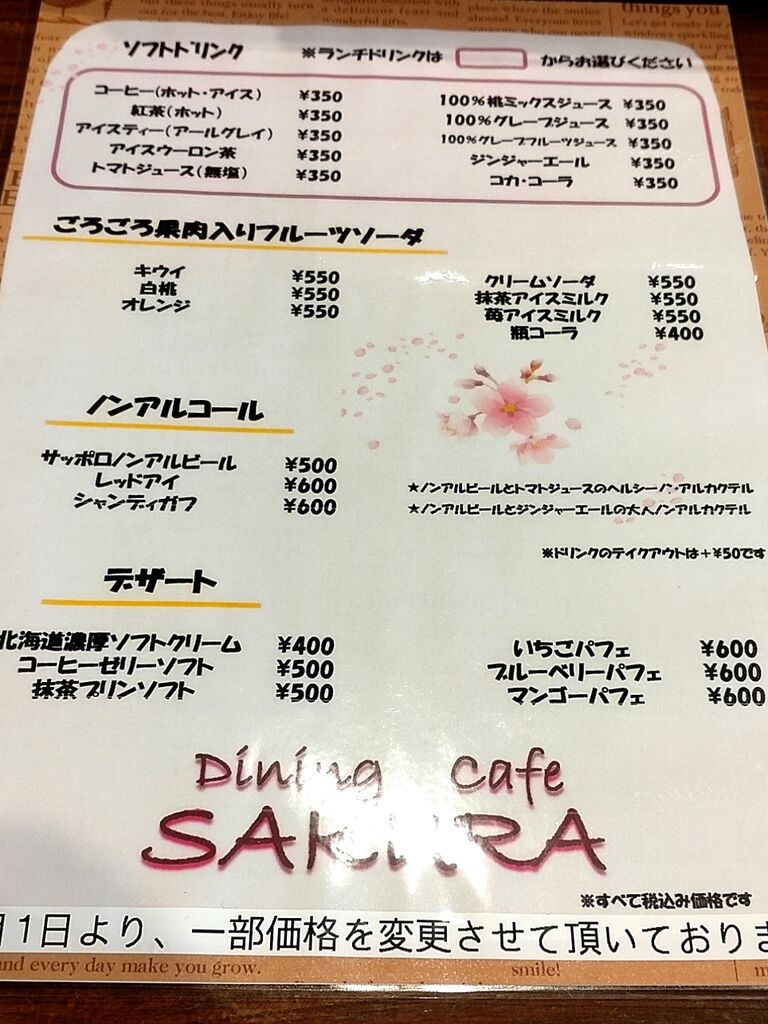 ソフトドリンク ※ランチドリンクは からお選びください
コーヒー(ホット・アイス) ¥350
紅茶(ホット) ¥350
アイスティー(アールグレイ) ¥350
アイスウーロン茶 ¥350
トマトジュース(無塩) ¥350
100%桃ミックスジュース ¥350
100%グレープジュース ¥350
100%グレープフルーツジュース ¥350
ジンジャーエール ¥350
コカ・コーラ ¥350
ごろごろ果肉入りフルーツソーダ
キウイ ¥550
白桃 ¥550
オレンジ ¥550
クリームソーダ ¥550
抹茶アイスミルク ¥550
苺アイスミルク ¥550
瓶コーラ ¥400
ノンアルコール
サッポロノンアルビール ¥500
レッドアイ ¥600
シャンディガフ ¥600
★ノンアルビールとトマトジュースのヘルシーノン・アルカクテル
★ノンアルビールとジンジャーエールの大人ノンアルカクテル
※ドリンクのテイクアウトは+¥50です
デザート
北海道濃厚ソフトクリーム ¥400
コーヒーゼリーソフト ¥500
抹茶プリンソフト ¥500
いちごパフェ ¥600
ブルーベリーパフェ ¥600
マンゴーパフェ ¥600
Dining cafe
SAKURA
※すべて税込み価格です
月1日より、一部価格を変更させて頂いておりま
and every day make you grow. smile!